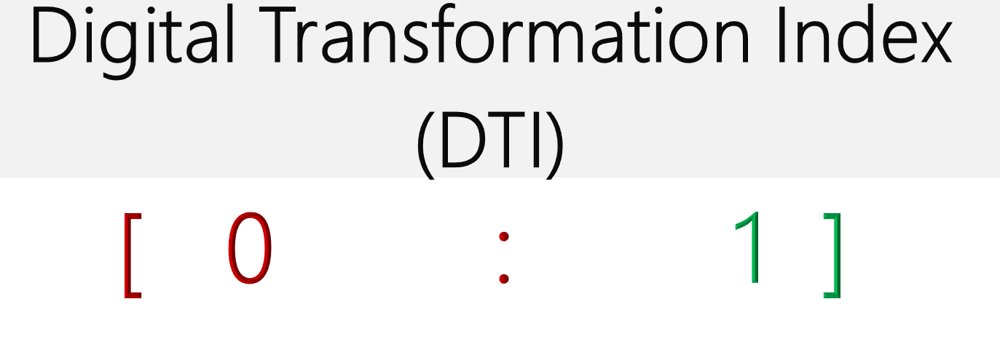 Digital Transformation Index
(DTI)
[ 0 : 1 ]